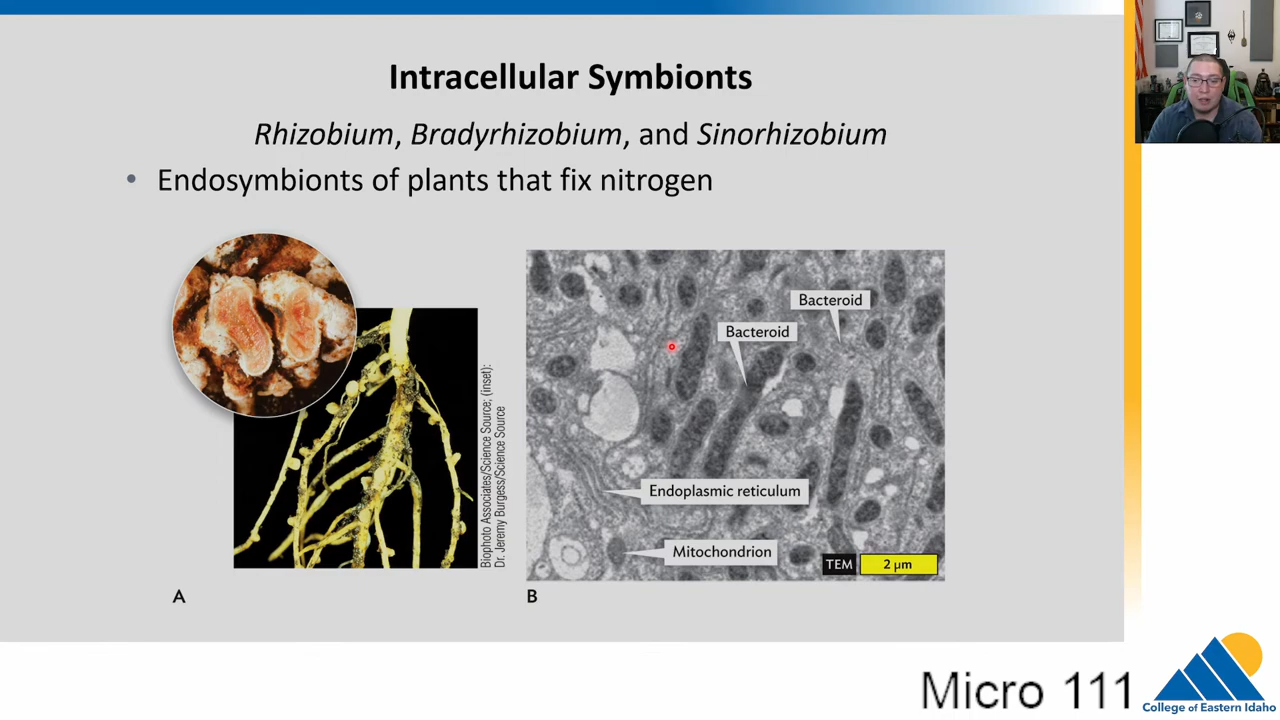 Intracellular Symbionts
Rhizobium, Bradyrhizobium, and Sinorhizobium
• Endosymbionts of plants that fix nitrogen
Biophoto Associates/Science Source; (inset):
Dr. Jeremy Burgess/Science Source
Bacteroid
Bacteroid
Endoplasmic reticulum
Mitochondrion
TEM
2 µm
A
B
Micro 111
College of Eastern Idaho